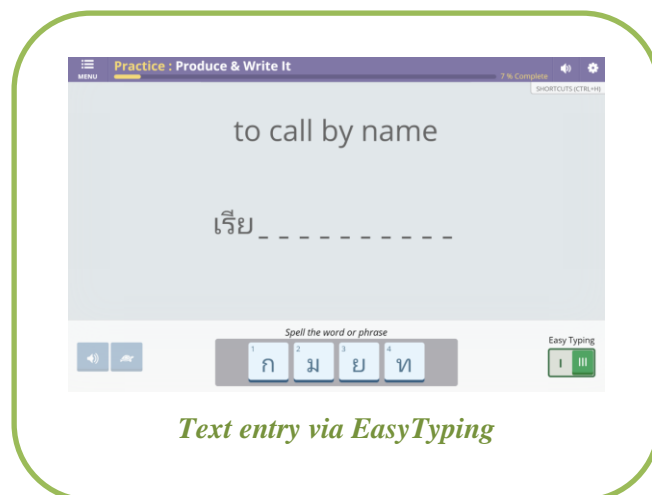 MENU
Practice : Produce & Write It
7 % Complete
SHORTCUTS (CTRL+H)
to call by name
เรีย_ _ _ _ _ _ _ _ _ _
Spell the word or phrase
1 ก 2 ม 3 ย 4 ท
Easy Typing
I III
Text entry via EasyTyping